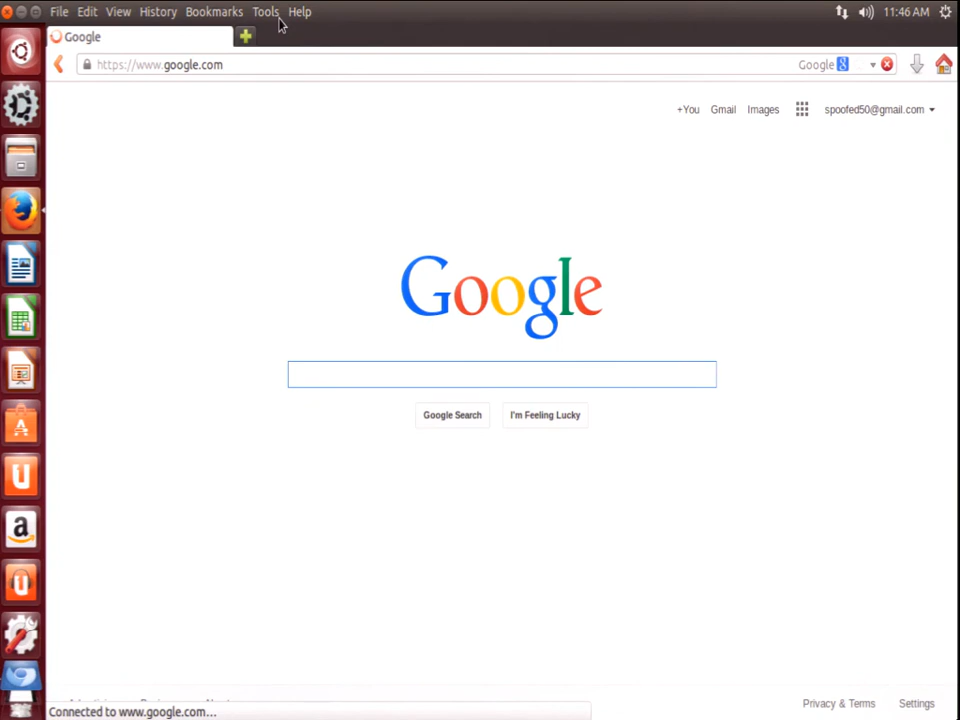 File Edit View History Bookmarks Tools Help
11:46 AM
Google
https://www.google.com
Google
+You Gmail Images spoofed50@gmail.com
Google
Google Search I'm Feeling Lucky
Privacy & Terms Settings
Connected to www.google.com...